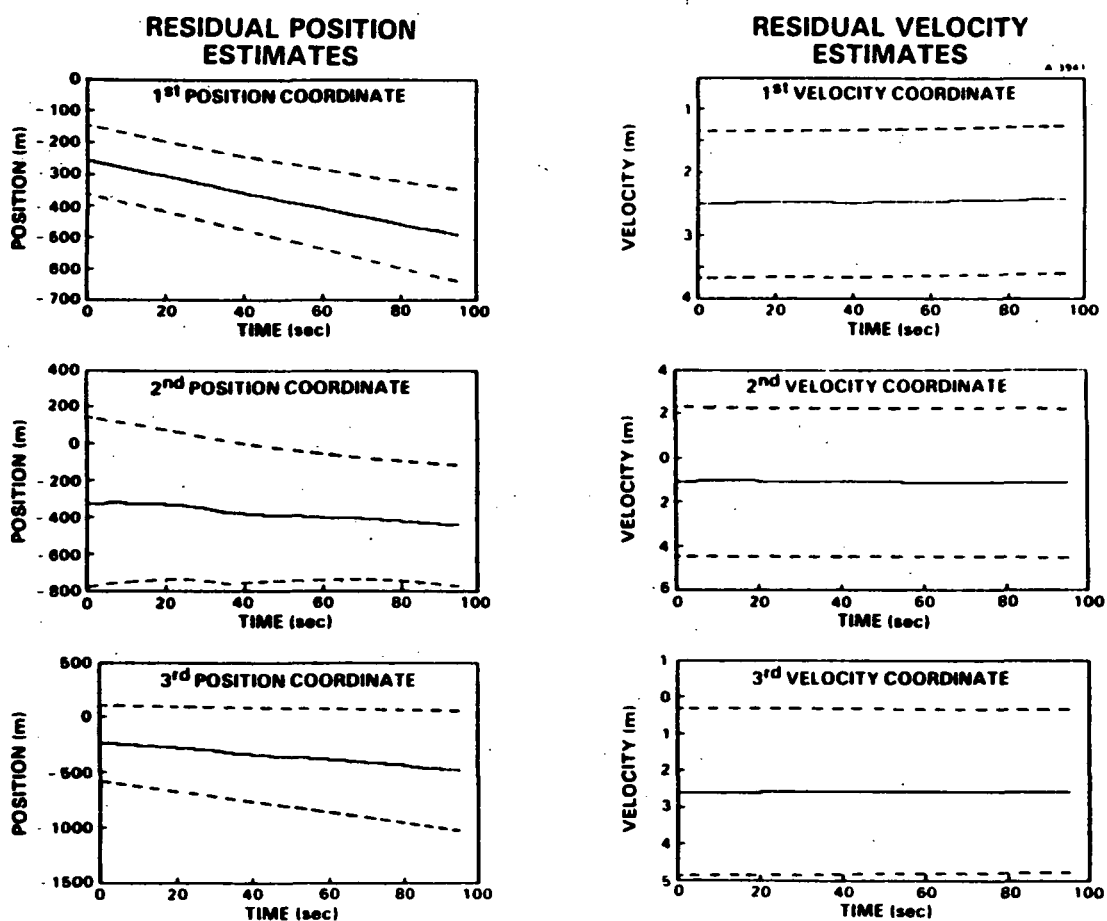 RESIDUAL POSITION
ESTIMATES
1st POSITION COORDINATE
POSITION (m)
0
- 100
- 200
- 300
- 400
- 500
- 600
- 700
0 20 40 60 80 100
TIME (sec)
2nd POSITION COORDINATE
POSITION (m)
400
200
0
- 200
- 400
- 600
- 800
0 20 40 60 80 100
TIME (sec)
3rd POSITION COORDINATE
POSITION (m)
500
0
- 500
1000
1500
0 20 40 60 80 100
TIME (sec)
RESIDUAL VELOCITY
ESTIMATES
1st VELOCITY COORDINATE
VELOCITY (m)
1
2
3
4
0 20 40 60 80 100
TIME (sec)
2nd VELOCITY COORDINATE
VELOCITY (m)
4
2
0
2
4
6
0 20 40 60 80 100
TIME (sec)
3rd VELOCITY COORDINATE
VELOCITY (m)
1
0
1
2
3
4
5
0 20 40 60 80 100
TIME (sec)